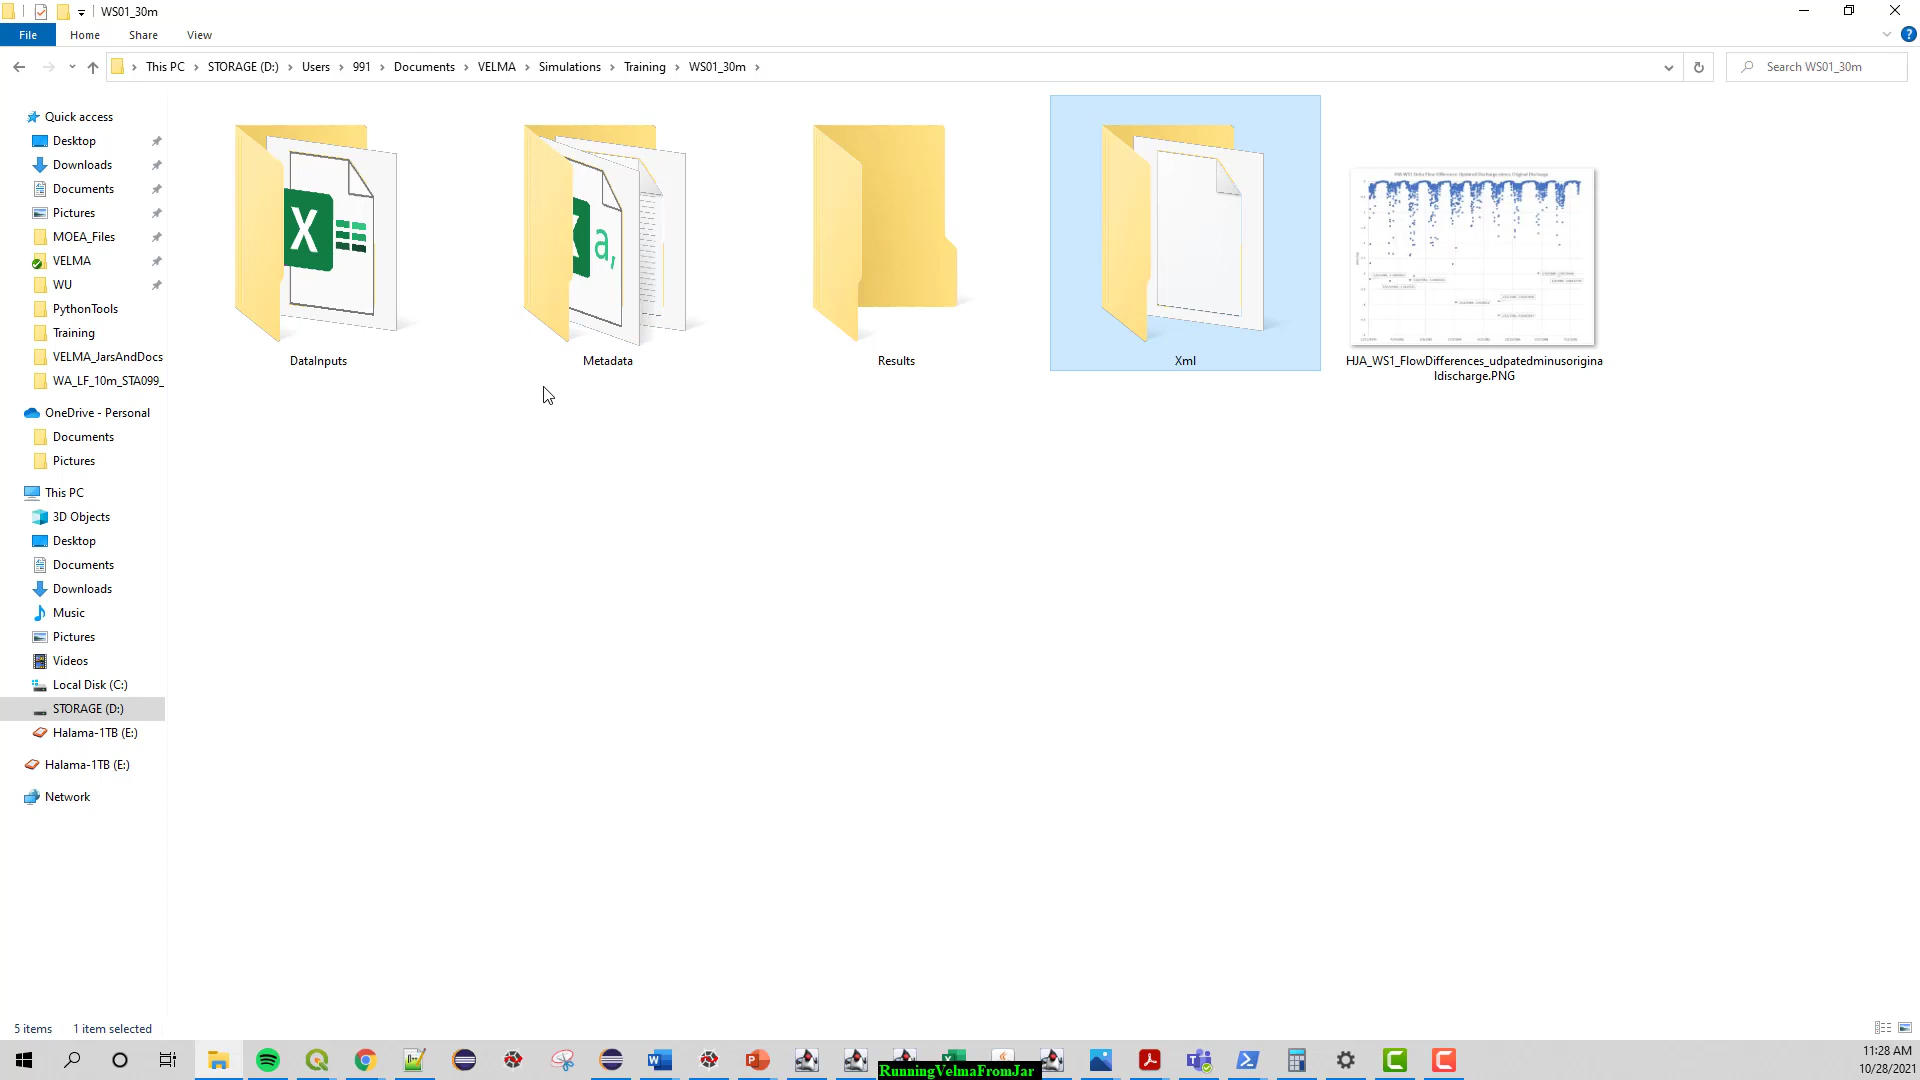 WS01_30m
File
Home
Share
View
This PC
STORAGE (D:)
Users
991
Documents
VELMA
Simulations
Training
WS01_30m
Search WS01_30m
Quick access
Desktop
Downloads
Documents
Pictures
MOEA_Files
VELMA
WU
PythonTools
Training
VELMA_JarsAndDocs
WA_LF_10m_STA099_
OneDrive - Personal
Documents
Pictures
This PC
3D Objects
Desktop
Documents
Downloads
Music
Pictures
Videos
Local Disk (C:)
STORAGE (D:)
Halama-1TB (E:)
Halama-1TB (E:)
Network
DataInputs
Metadata
Results
Xml
HJA_WS1_FlowDifferences_udpatedminusorigina
ldischarge.PNG
5 items
1 item selected
RunningVelmaFromJar
11:28 AM
10/28/2021